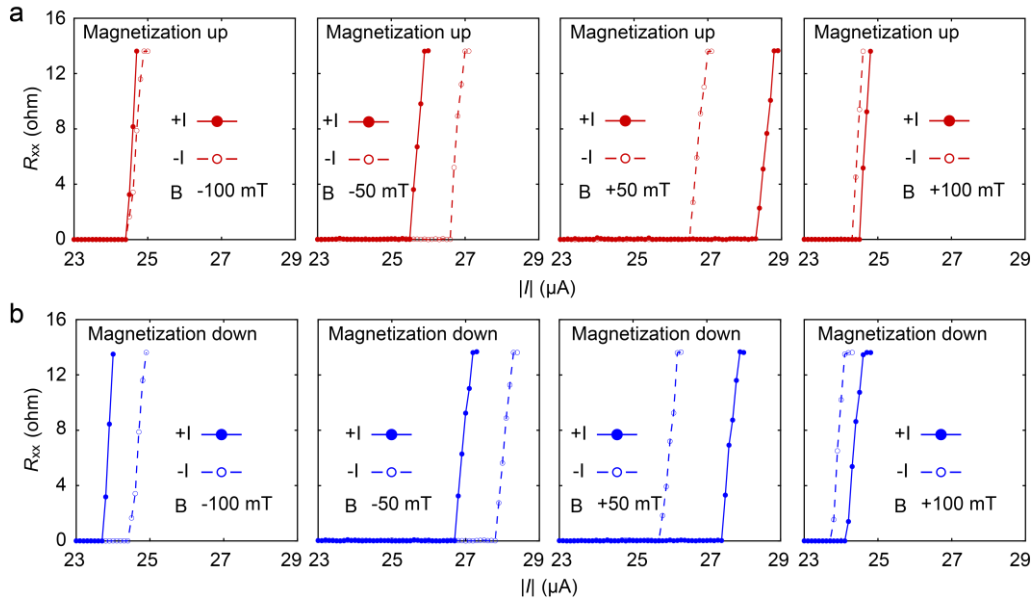 a
Magnetization up
Magnetization up
Magnetization up
Magnetization up
16
12
8
4
0
Rxx (ohm)
+I
-I
B -100 mT
+I
-I
B -50 mT
+I
-I
B +50 mT
+I
-I
B +100 mT
23 25 27 29
23 25 27 29
23 25 27 29
23 25 27 29
|I| (μA)
b
Magnetization down
Magnetization down
Magnetization down
Magnetization down
16
12
8
4
0
Rxx (ohm)
+I
-I
B -100 mT
+I
-I
B -50 mT
+I
-I
B +50 mT
+I
-I
B +100 mT
23 25 27 29
23 25 27 29
23 25 27 29
23 25 27 29
|I| (μA)